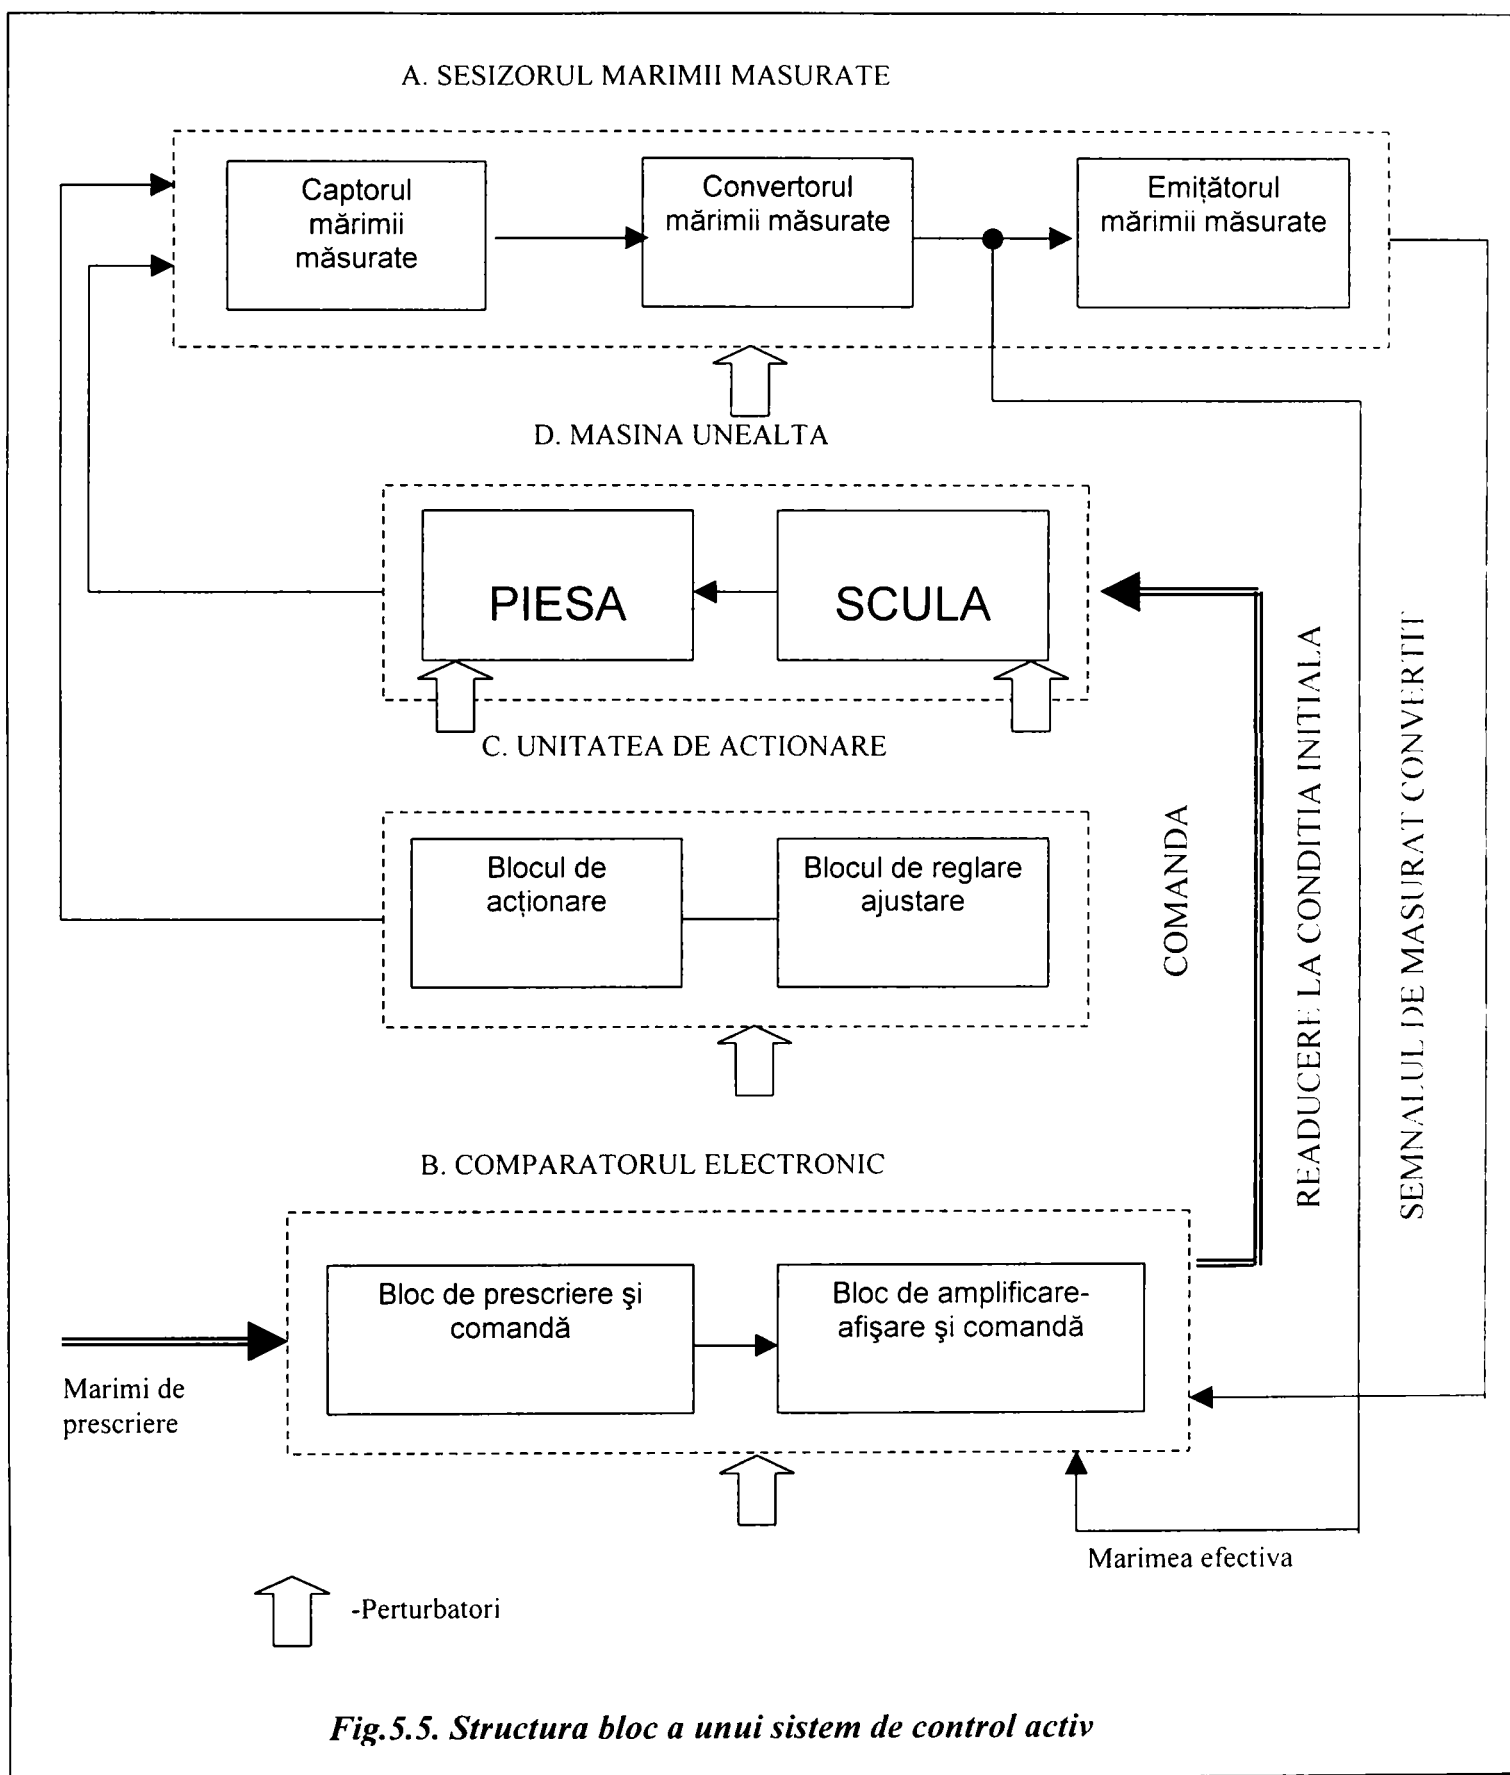 A. SESIZORUL MARIMII MASURATE
Captorul
mărimii
măsurate
Convertorul
mărimii măsurate
Emiţătorul
mărimii măsurate
D. MASINA UNEALTA
PIESA
SCULA
C. UNITATEA DE ACTIONARE
Blocul de
acţionare
Blocul de reglare
ajustare
COMANDA
READUCERE LA CONDITIA INITIALA
SEMNALUL DE MASURAT CONVERTIT
B. COMPARATORUL ELECTRONIC
Bloc de prescriere şi
comandă
Bloc de amplificare-
afişare şi comandă
Marimi de
prescriere
Marimea efectiva
-Perturbatori
Fig.5.5. Structura bloc a unui sistem de control activ